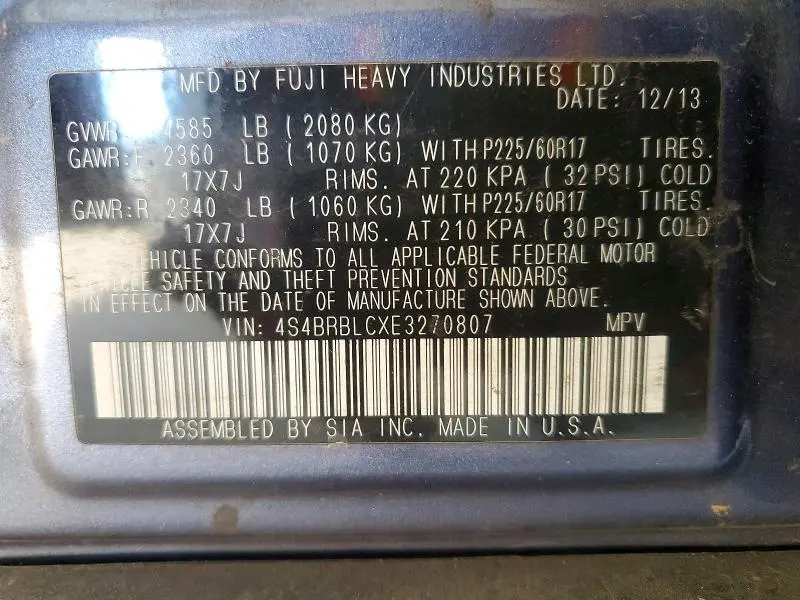 MFD BY FUJI HEAVY INDUSTRIES LTD.
DATE: 12/13
GVWR: 4585 LB ( 2080 KG)
GAWR:F 2360 LB ( 1070 KG) WITH P225/60R17 TIRES.
17X7J RIMS. AT 220 KPA ( 32 PSI) COLD
GAWR:R 2340 LB ( 1060 KG) WITH P225/60R17 TIRES.
17X7J RIMS. AT 210 KPA ( 30 PSI) COLD
VEHICLE CONFORMS TO ALL APPLICABLE FEDERAL MOTOR
VEHICLE SAFETY AND THEFT PREVENTION STANDARDS
IN EFFECT ON THE DATE OF MANUFACTURE SHOWN ABOVE.
VIN: 4S4BRBLCXE3270807 MPV
ASSEMBLED BY SIA INC. MADE IN U.S.A.